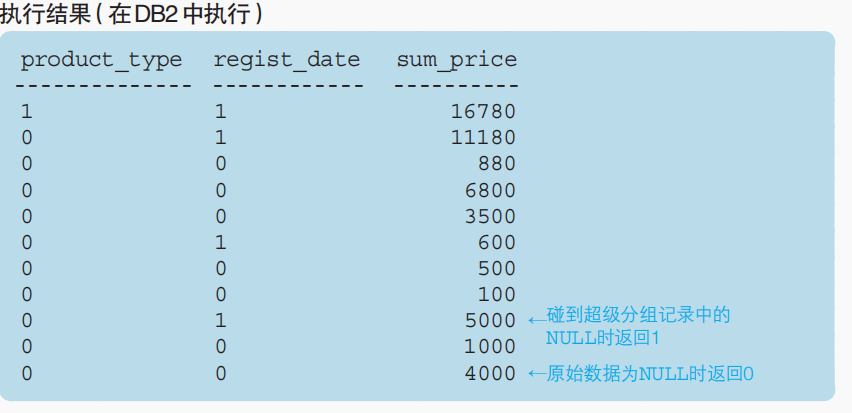 执行结果(在DB2中执行)
product_type regist_date sum_price
-------------- ------------ ----------
1 1 16780
0 1 11180
0 0 880
0 0 6800
0 0 3500
0 1 600
0 0 500
0 0 100
0 1 5000 ←碰到超级分组记录中的
NULL时返回1
0 0 1000
0 0 4000 ←原始数据为NULL时返回0